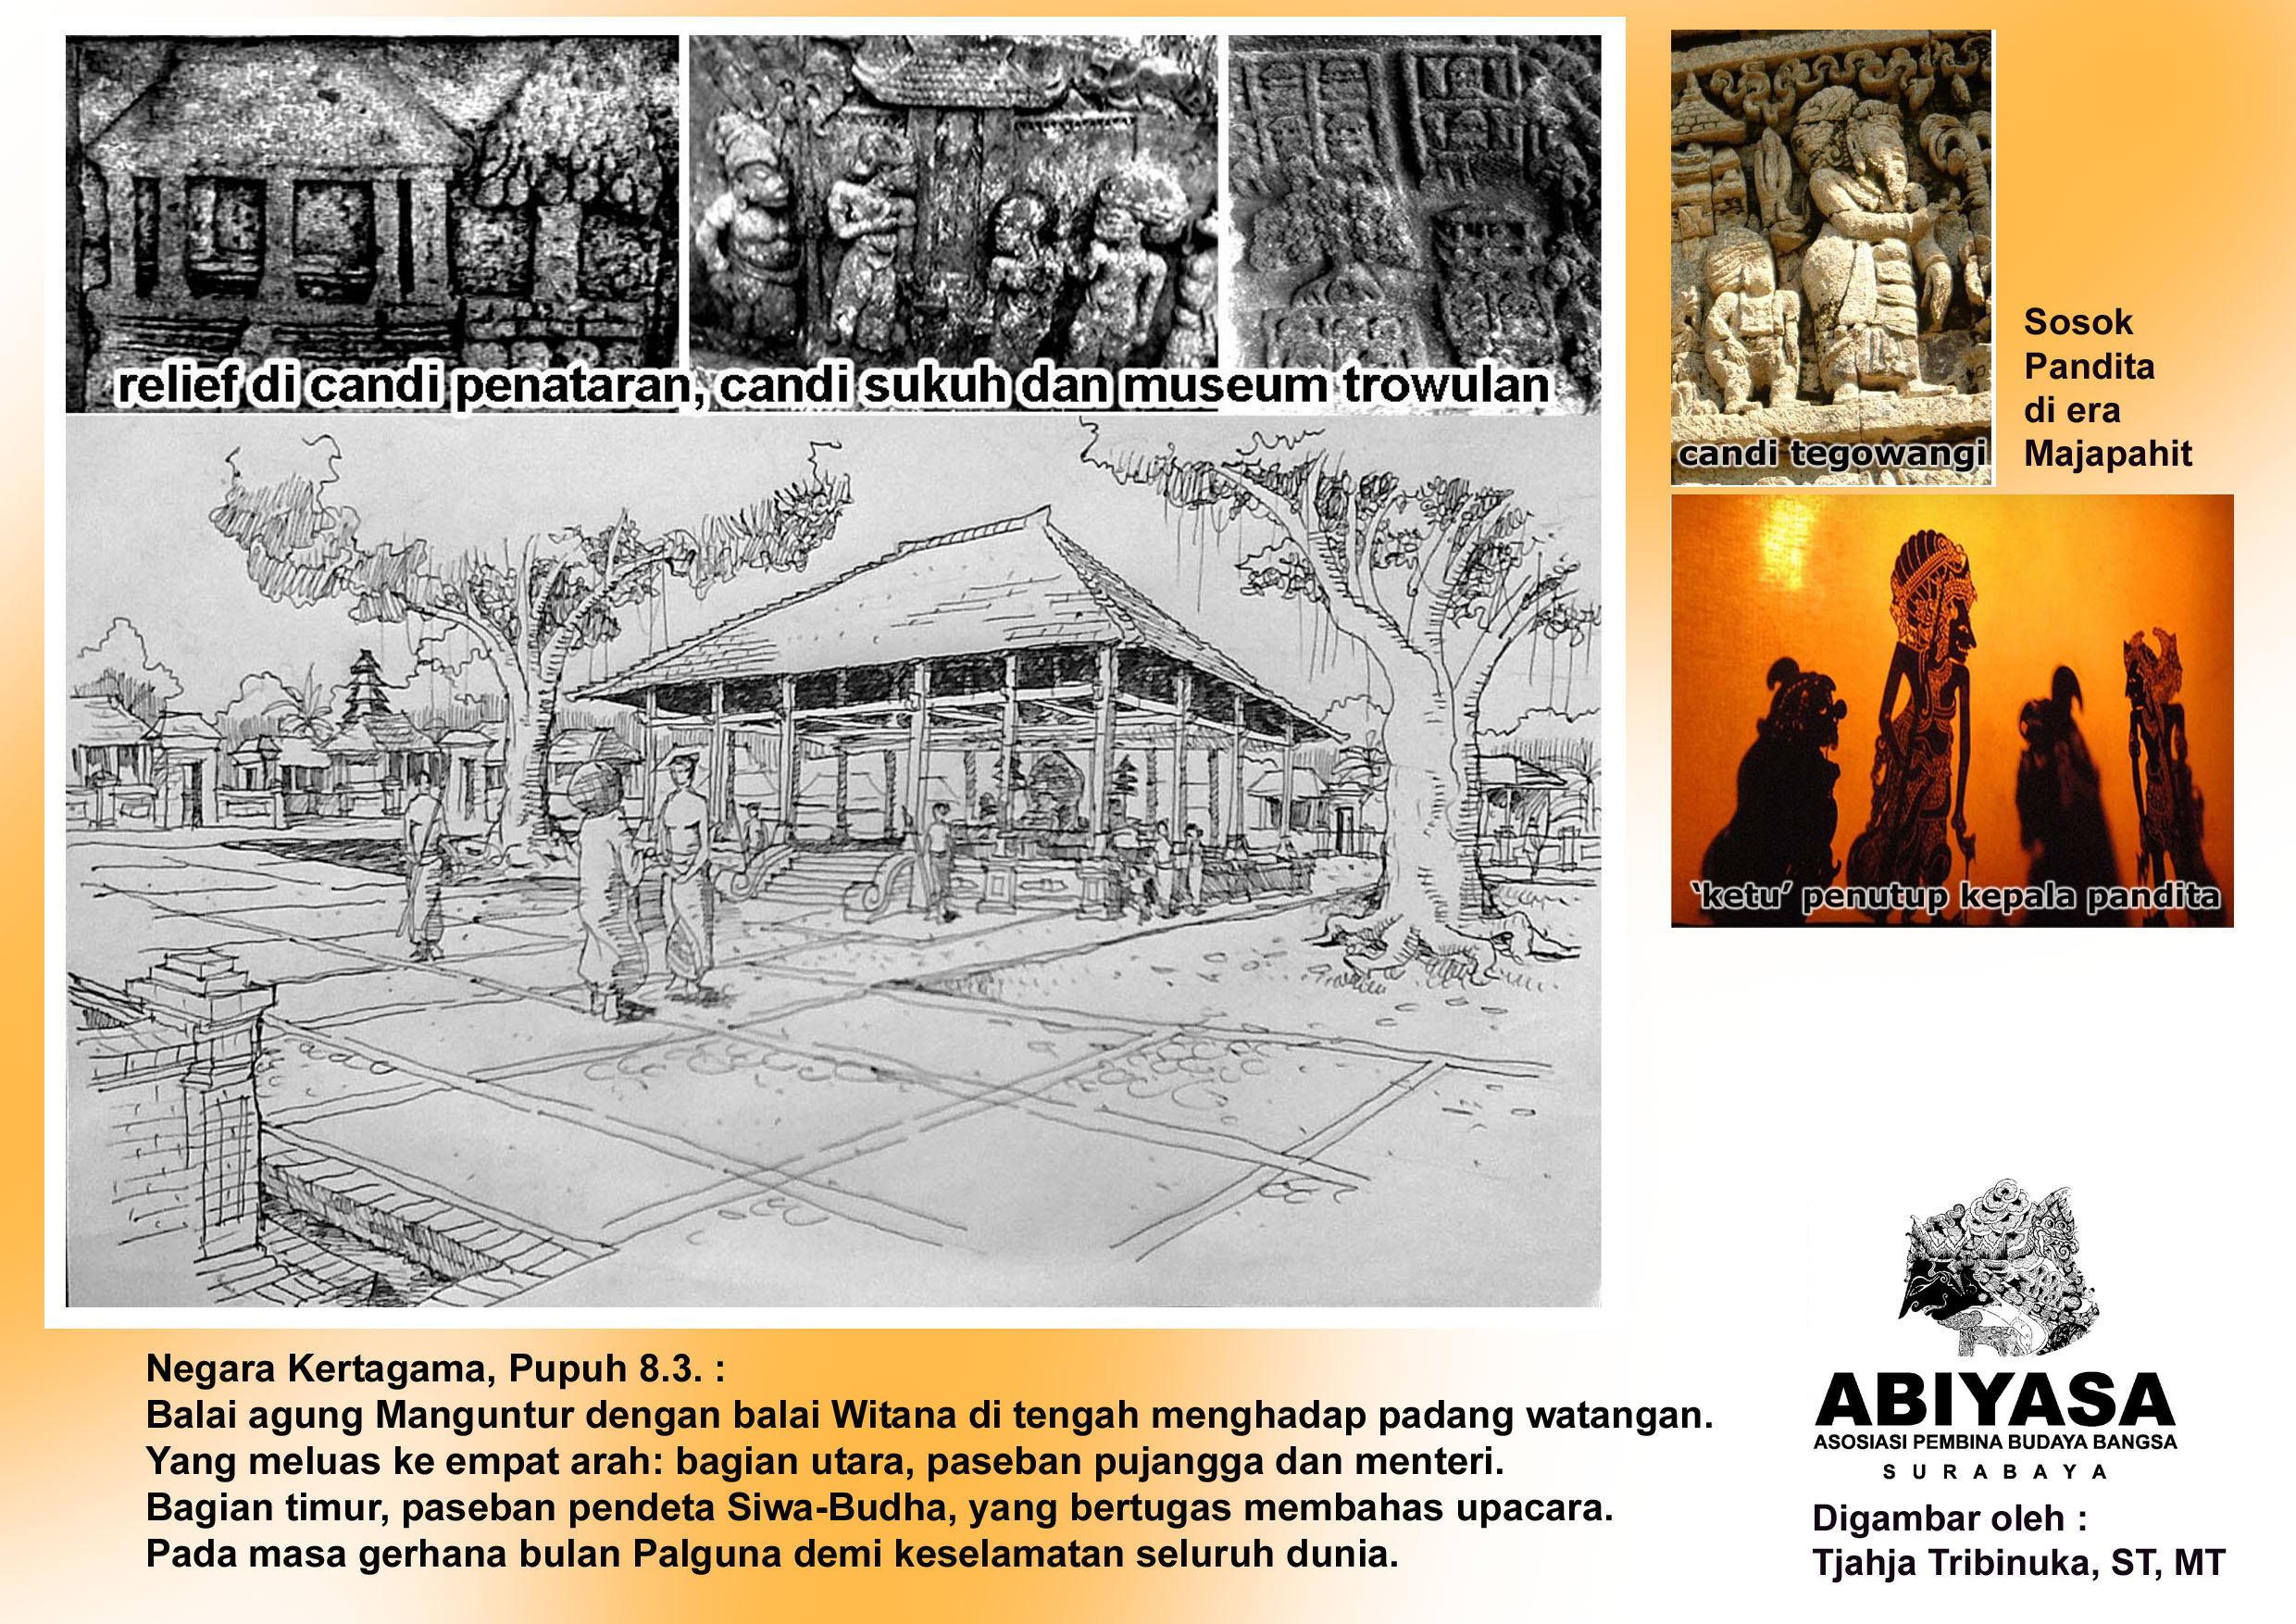 relief di candi penataran, candi sukuh dan museum trowulan
candi tegowangi
Sosok
Pandita
di era
Majapahit
'ketu' penutup kepala pandita
Negara Kertagama, Pupuh 8.3. :
Balai agung Manguntur dengan balai Witana di tengah menghadap padang watangan.
Yang meluas ke empat arah: bagian utara, paseban pujangga dan menteri.
Bagian timur, paseban pendeta Siwa-Budha, yang bertugas membahas upacara.
Pada masa gerhana bulan Palguna demi keselamatan seluruh dunia.
ABIYASA
ASOSIASI PEMBINA BUDAYA BANGSA
SURABAYA
Digambar oleh :
Tjahja Tribinuka, ST, MT